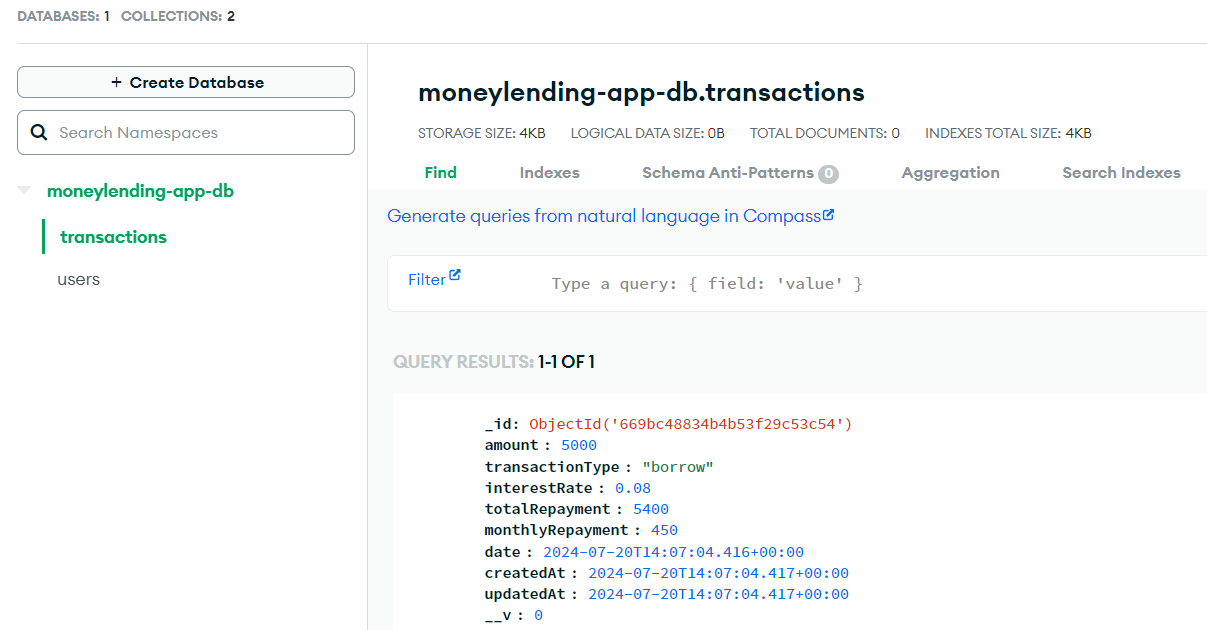 DATABASES: 1 COLLECTIONS: 2
+ Create Database
Search Namespaces
moneylending-app-db
transactions
users
moneylending-app-db.transactions
STORAGE SIZE: 4KB LOGICAL DATA SIZE: 0B TOTAL DOCUMENTS: 0 INDEXES TOTAL SIZE: 4KB
Find Indexes Schema Anti-Patterns 0 Aggregation Search Indexes
Generate queries from natural language in Compass
Filter Type a query: { field: 'value' }
QUERY RESULTS: 1-1 OF 1
_id: ObjectId('669bc48834b4b53f29c53c54')
amount : 5000
transactionType : "borrow"
interestRate : 0.08
totalRepayment : 5400
monthlyRepayment : 450
date : 2024-07-20T14:07:04.416+00:00
createdAt : 2024-07-20T14:07:04.417+00:00
updatedAt : 2024-07-20T14:07:04.417+00:00
__v : 0